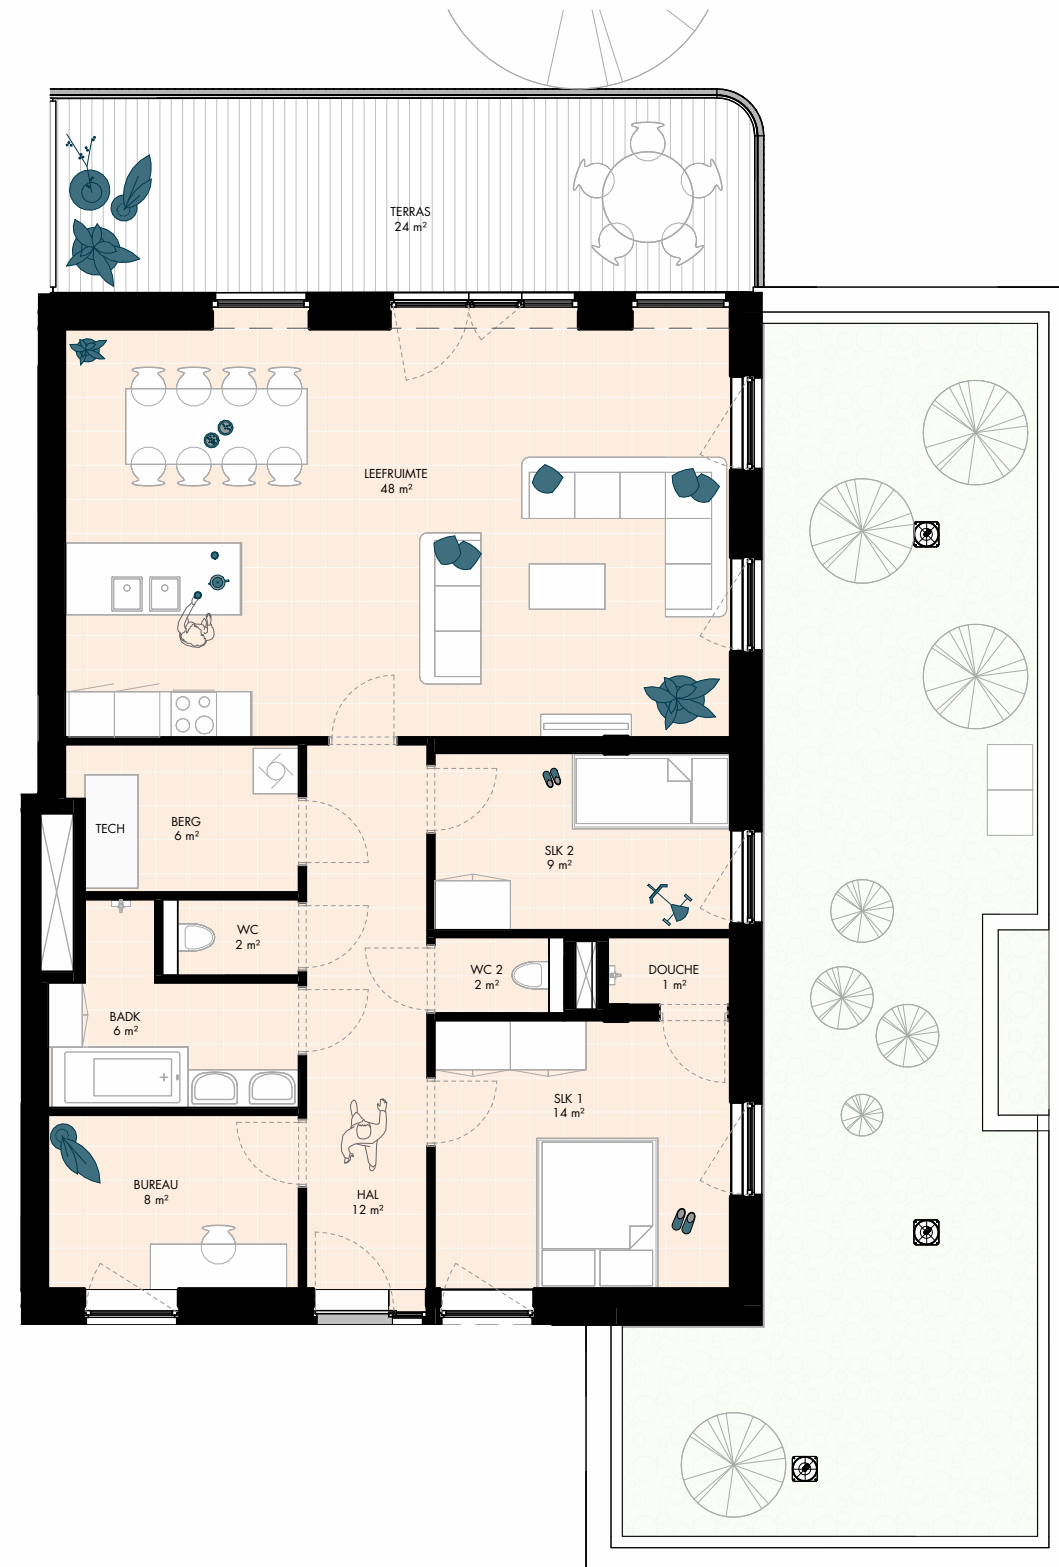 TERRAS
24 m²
LEEFRUIMTE
48 m²
TECH
BERG
6 m²
SLK 2
9 m²
WC
2 m²
WC 2
2 m²
DOUCHE
1 m²
BADK
6 m²
SLK 1
14 m²
BUREAU
8 m²
HAL
12 m²